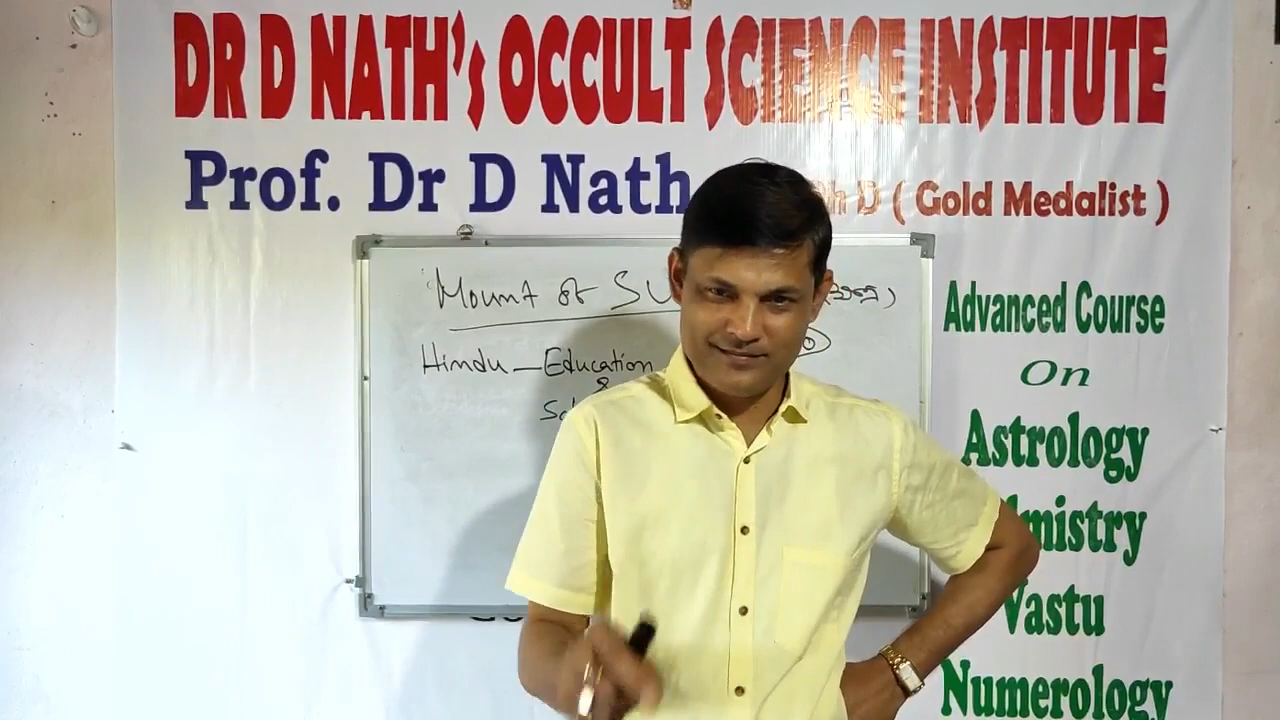 DR D NATH's OCCULT SCIENCE INSTITUTE
Prof. Dr D Nath
( Gold Medalist )
Mount of SU
Hindu — Education
&
Advanced Course
On
Astrology
mistry
Vastu
Numerology